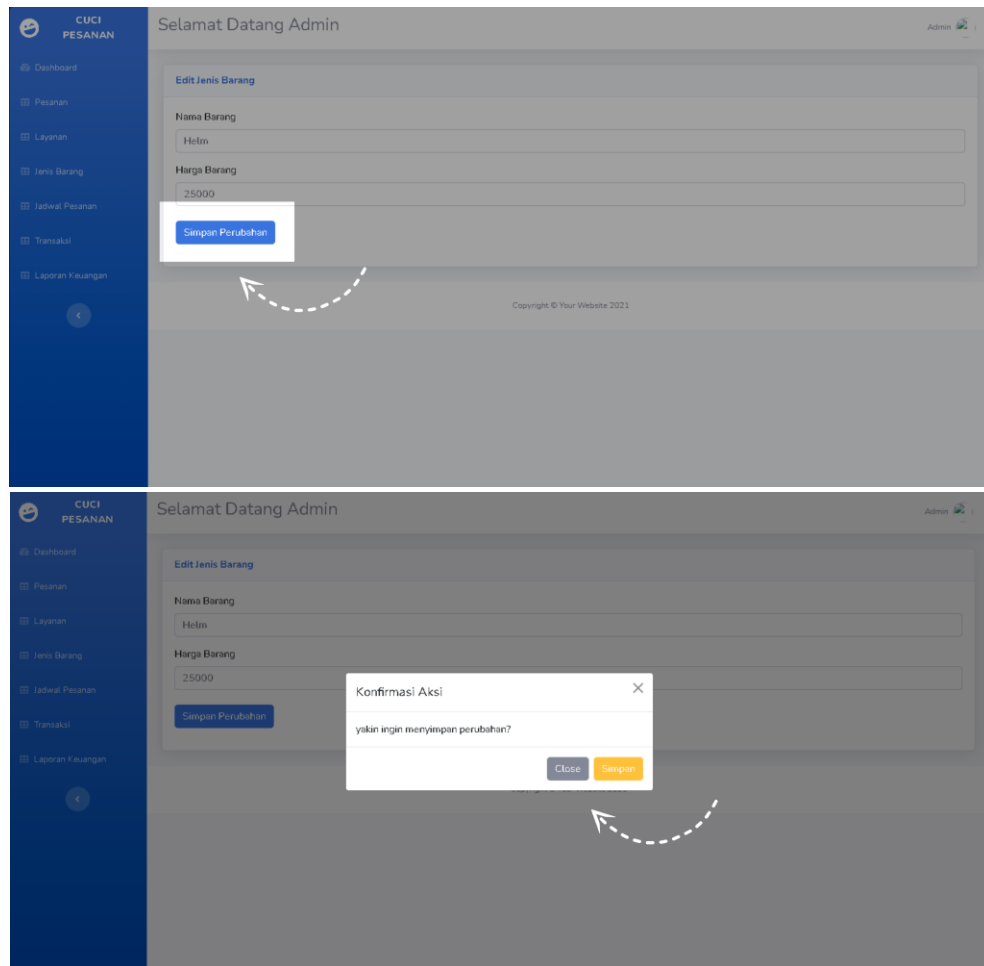 CUCI
PESANAN
Selamat Datang Admin
Admin
Dashboard
Pesanan
Layanan
Jenis Barang
Jadwal Pesanan
Transaksi
Laporan Keuangan
Edit Jenis Barang
Nama Barang
Helm
Harga Barang
25000
Simpan Perubahan
Copyright © Your Website 2021
CUCI
PESANAN
Selamat Datang Admin
Admin
Dashboard
Pesanan
Layanan
Jenis Barang
Jadwal Pesanan
Transaksi
Laporan Keuangan
Edit Jenis Barang
Nama Barang
Helm
Harga Barang
25000
Simpan Perubahan
Konfirmasi Aksi
yakin ingin menyimpan perubahan?
Close Simpan